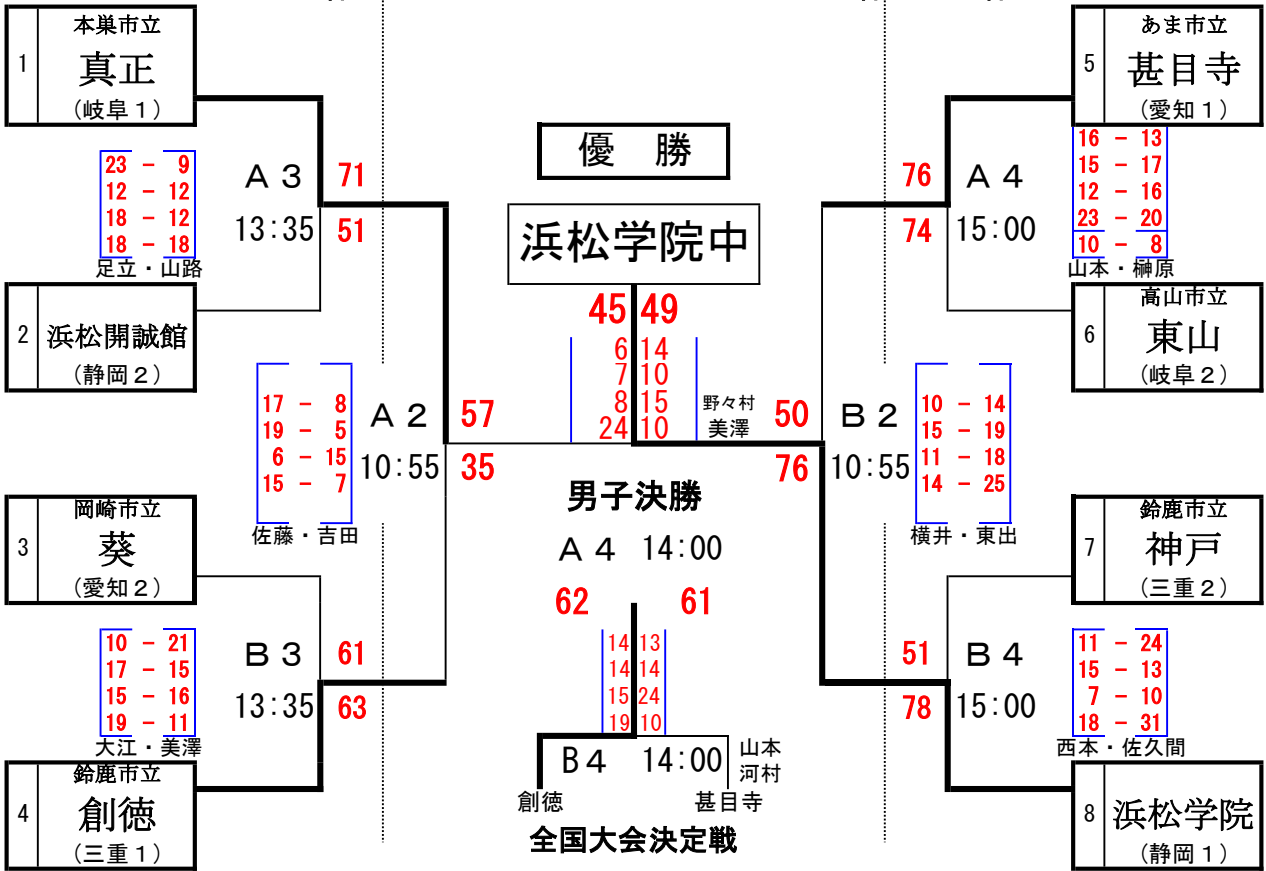 本巣市立
1
真正
(岐阜1)
23 - 9
12 - 12
18 - 12
18 - 18
足立・山路
A3
13:35
71
51
2
浜松開誠館
(静岡2)
17 - 8
19 - 5
6 - 15
15 - 7
佐藤・吉田
A2
10:55
57
35
岡崎市立
3
葵
(愛知2)
10 - 21
17 - 15
15 - 16
19 - 11
大江・美澤
B3
13:35
61
63
鈴鹿市立
4
創徳
(三重1)
優 勝
浜松学院中
45 49
6 14
7 10
8 15
24 10
野々村
美澤
男子決勝
A4 14:00
62 61
14 13
14 14
15 24
19 10
B4 14:00
山本
河村
創徳 甚目寺
全国大会決定戦
あま市立
5
甚目寺
(愛知1)
16 - 13
15 - 17
12 - 16
23 - 20
10 - 8
山本・榊原
76
74
A4
15:00
高山市立
6
東山
(岐阜2)
50
76
B2
10:55
10 - 14
15 - 19
11 - 18
14 - 25
横井・東出
鈴鹿市立
7
神戸
(三重2)
51
78
B4
15:00
11 - 24
15 - 13
7 - 10
18 - 31
西本・佐久間
8
浜松学院
(静岡1)